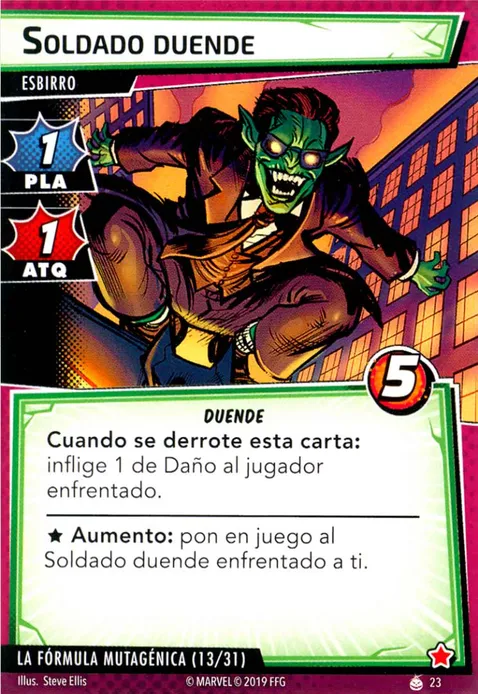 SOLDADO DUENDE
ESBIRRO
1
PLA
1
ATQ
5
DUENDE
Cuando se derrote esta carta:
inflige 1 de Daño al jugador
enfrentado.
★ Aumento: pon en juego al
Soldado duende enfrentado a ti.
LA FÓRMULA MUTAGÉNICA (13/31)
Illus. Steve Ellis
© MARVEL © 2019 FFG
23